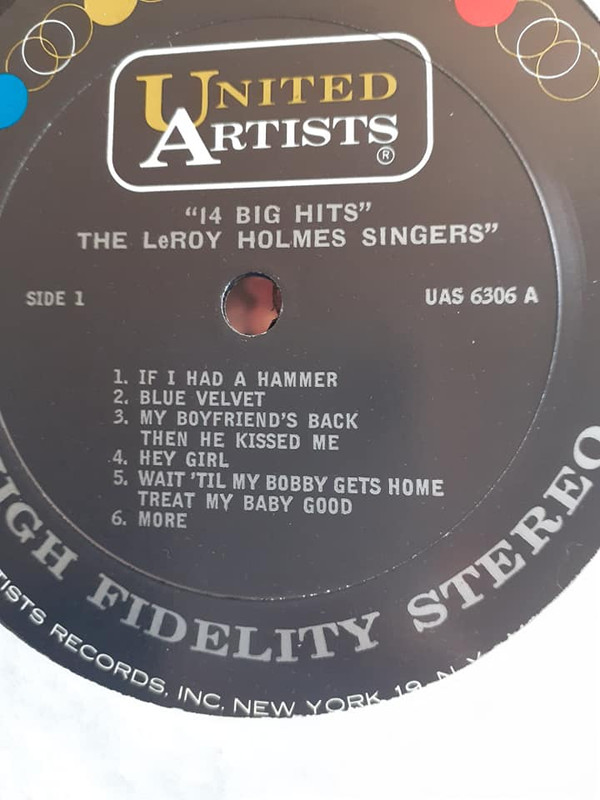 UNITED
ARTISTS
®
"14 BIG HITS"
THE LeROY HOLMES SINGERS"
SIDE 1
UAS 6306 A
1. IF I HAD A HAMMER
2. BLUE VELVET
3. MY BOYFRIEND'S BACK
THEN HE KISSED ME
4. HEY GIRL
5. WAIT 'TIL MY BOBBY GETS HOME
TREAT MY BABY GOOD
6. MORE
HIGH FIDELITY STEREO
RECORDS, INC. NEW YORK 19, N.Y.